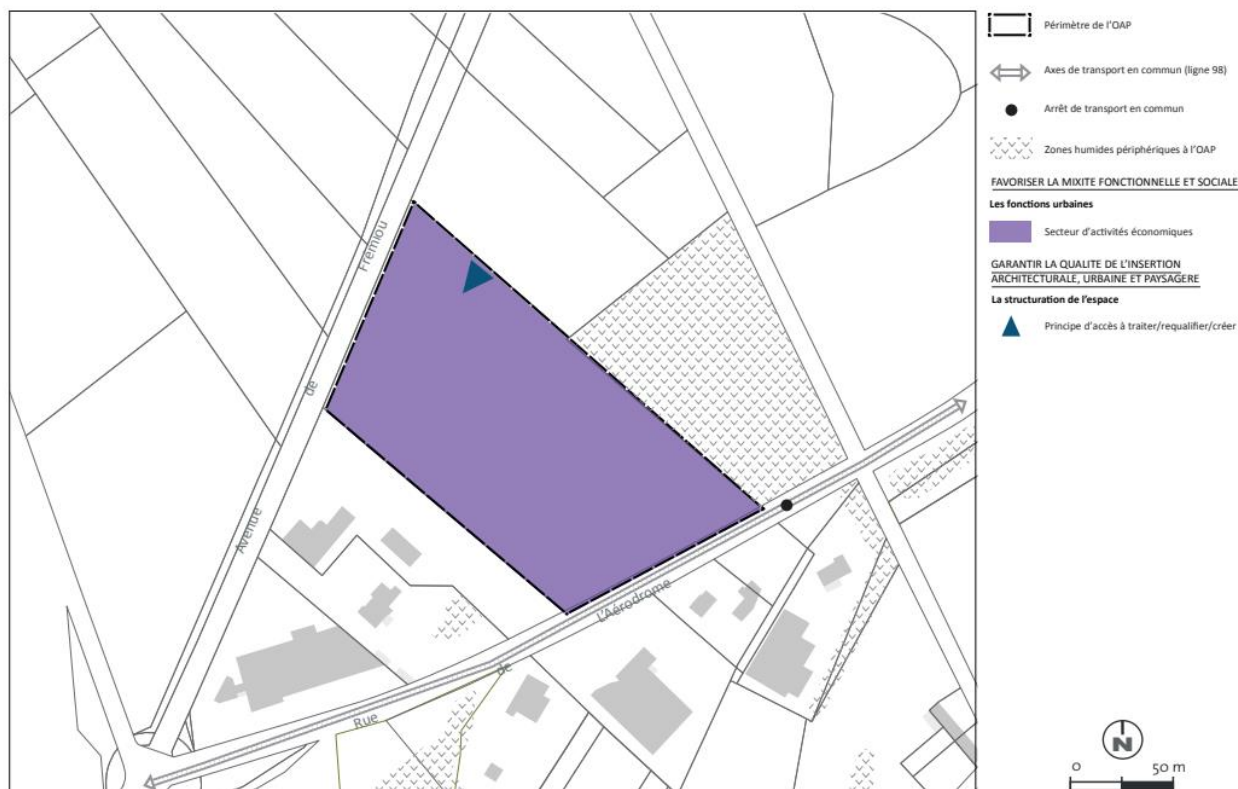 Périmètre de l'OAP
Axes de transport en commun (ligne 98)
Arrêt de transport en commun
Zones humides périphériques à l'OAP
FAVORISER LA MIXITE FONCTIONNELLE ET SOCIALE
Les fonctions urbaines
Secteur d'activités économiques
GARANTIR LA QUALITE DE L'INSERTION
ARCHITECTURALE, URBAINE ET PAYSAGERE
La structuration de l'espace
Principe d'accès à traiter/requalifier/créer
Avenue de Frémiou
Rue de L'Aérodrome
N
0 50 m